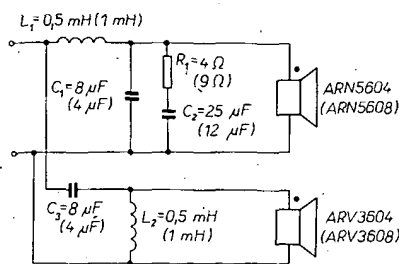 L₁=0,5 mH (1 mH)
R₁=4 Ω
(9 Ω)
C₁=8 µF
(4 µF)
C₂=25 µF
(12 µF)
ARN5604
(ARN5608)
C₃=8 µF
(4 µF)
L₂=0,5 mH
(1 mH)
ARV3604
(ARV3608)